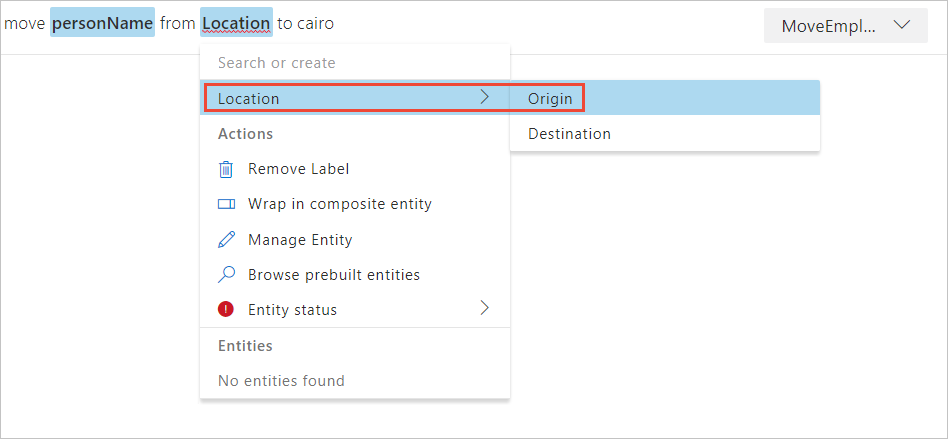 move personName from Location to cairo
MoveEmpl...
Search or create
Location
Origin
Actions
Destination
Remove Label
Wrap in composite entity
Manage Entity
Browse prebuilt entities
Entity status
Entities
No entities found